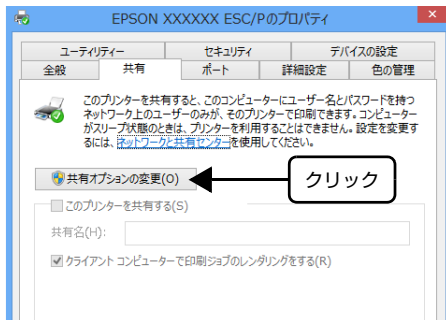 EPSON XXXXXX ESC/Pのプロパティ
ユーティリティー セキュリティ デバイスの設定
全般 共有 ポート 詳細設定 色の管理
このプリンターを共有すると、このコンピューターにユーザー名とパスワードを持つ
ネットワーク上のユーザーのみが、そのプリンターで印刷できます。コンピューター
がスリープ状態のときは、プリンターを利用することはできません。設定を変更す
るには、ネットワークと共有センターを使用してください。
共有オプションの変更(O) クリック
このプリンターを共有する(S)
共有名(H):
クライアント コンピューターで印刷ジョブのレンダリングをする(R)